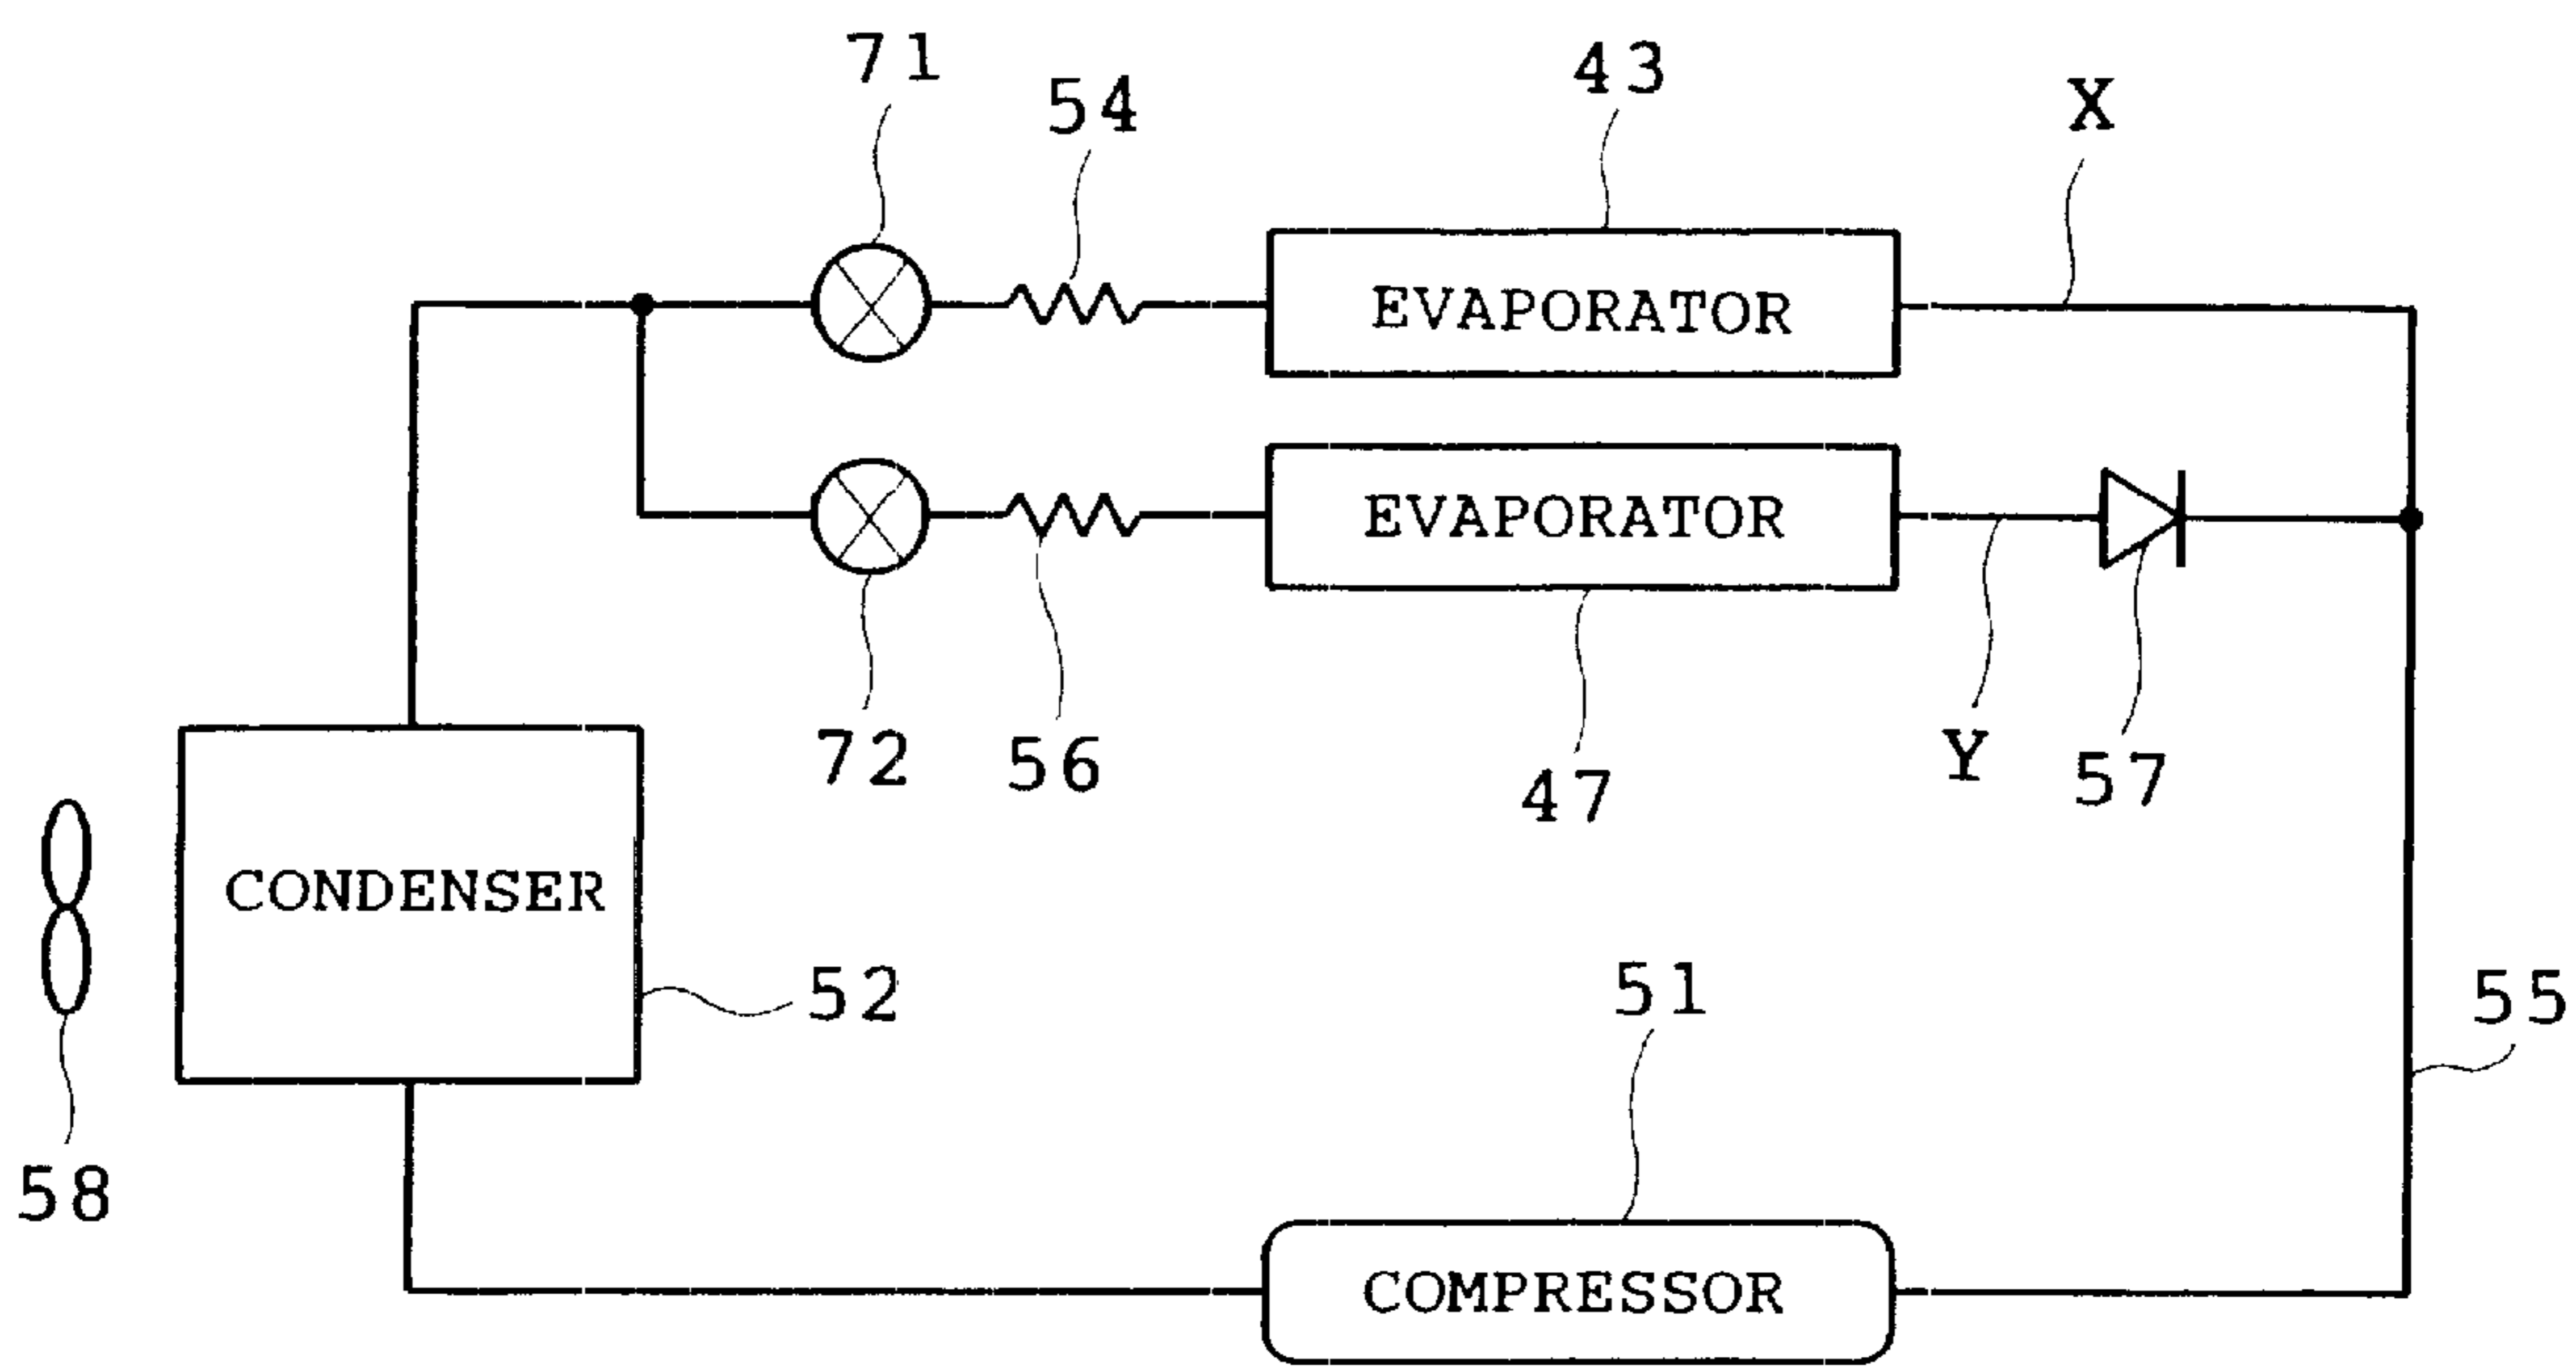 71
43
54
X
EVAPORATOR
EVAPORATOR
72
56
47
Y
57
CONDENSER
52
51
55
58
COMPRESSOR